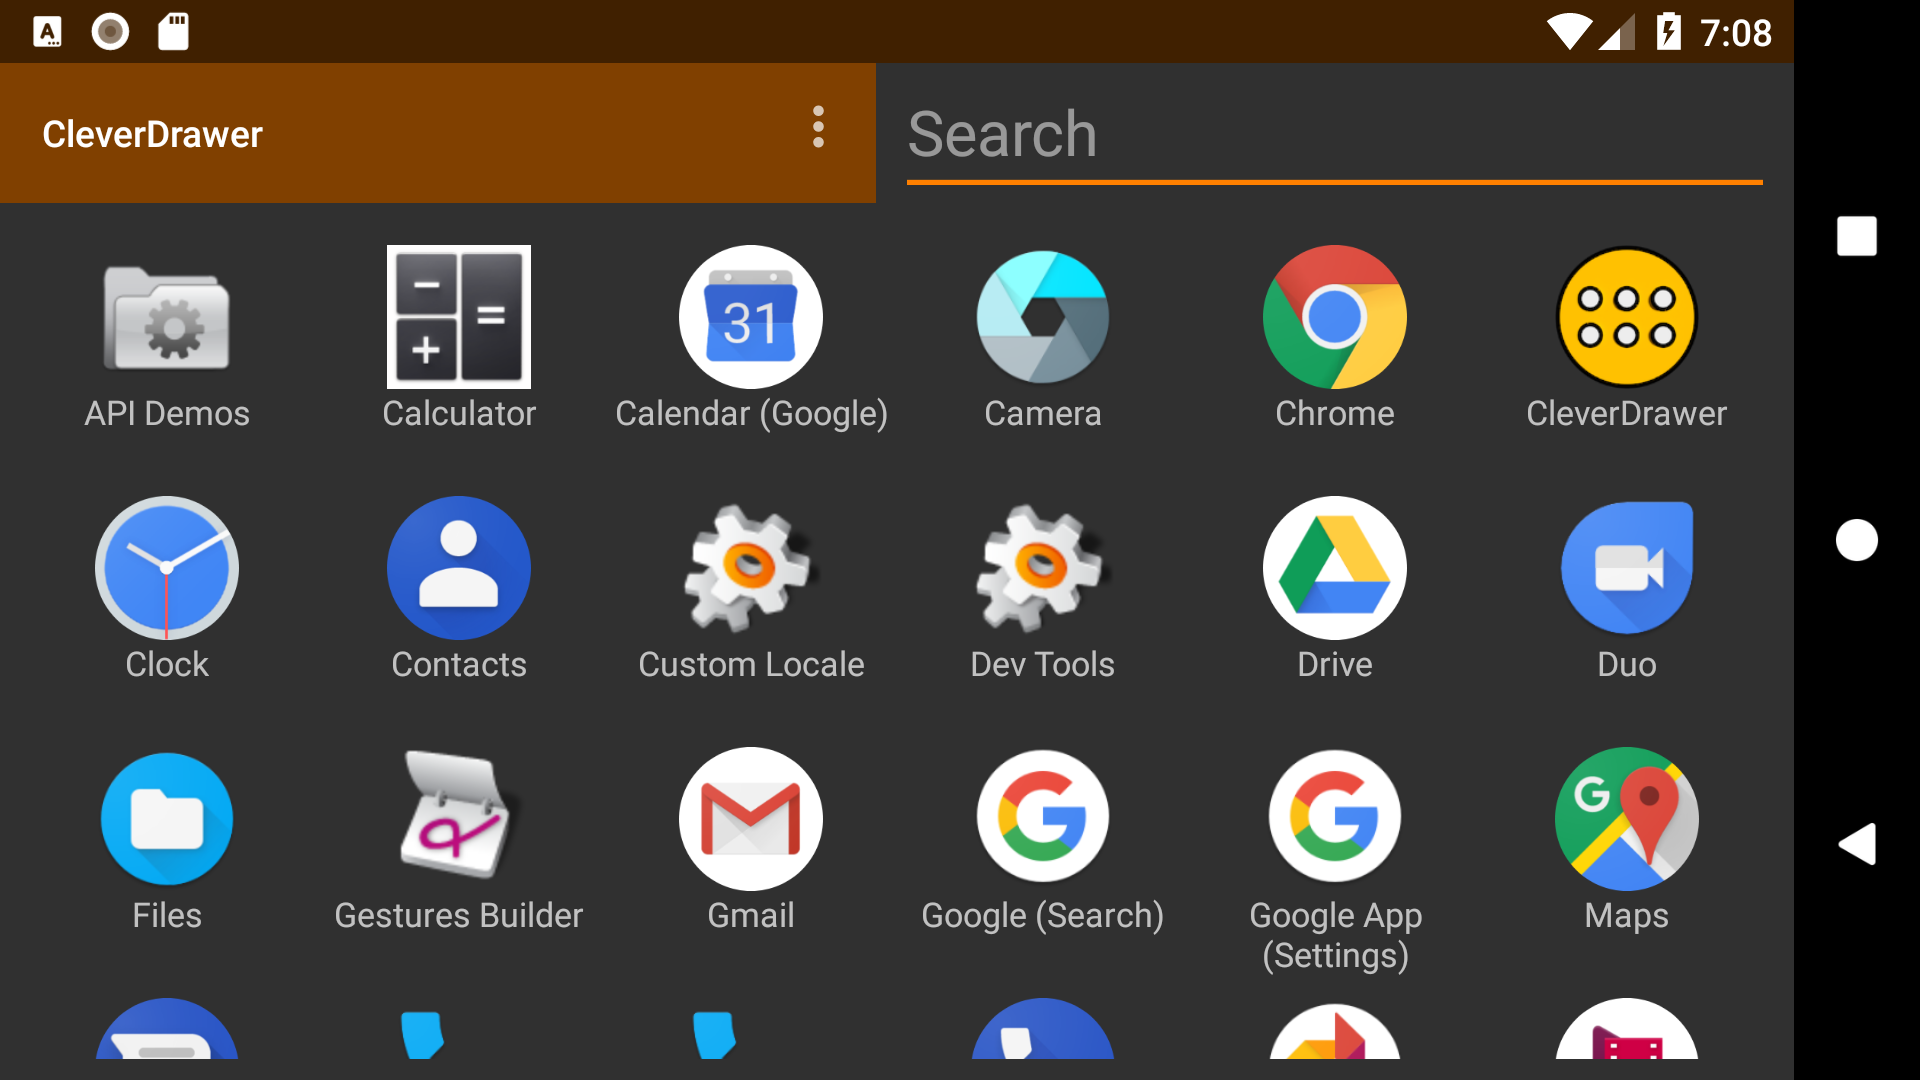 7:08
CleverDrawer
Search
31
API Demos
Calculator
Calendar (Google)
Camera
Chrome
CleverDrawer
Clock
Contacts
Custom Locale
Dev Tools
Drive
Duo
Files
Gestures Builder
Gmail
Google (Search)
Google App
(Settings)
Maps